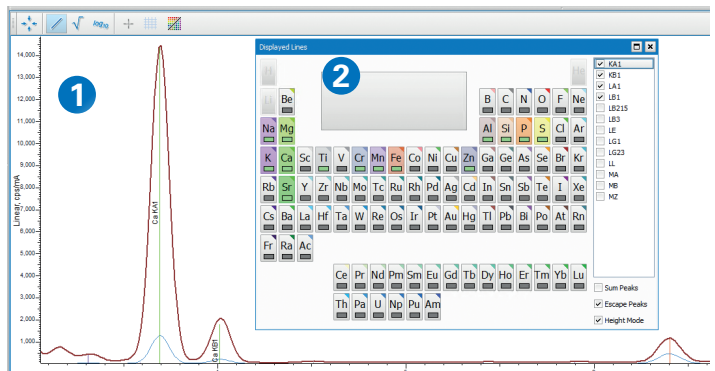 log10
Displayed Lines
1
2
14,000
13,000
12,000
11,000
10,000
9,000
8,000
7,000
6,000
5,000
4,000
3,000
2,000
1,000
Linear, cps/mA
Ca KA1
Ca KB1
H He
Li Be B C N O F Ne
Na Mg Al Si P S Cl Ar
K Ca Sc Ti V Cr Mn Fe Co Ni Cu Zn Ga Ge As Se Br Kr
Rb Sr Y Zr Nb Mo Tc Ru Rh Pd Ag Cd In Sn Sb Te I Xe
Cs Ba La Hf Ta W Re Os Ir Pt Au Hg Tl Pb Bi Po At Rn
Fr Ra Ac
Ce Pr Nd Pm Sm Eu Gd Tb Dy Ho Er Tm Yb Lu
Th Pa U Np Pu Am
KA1
KB1
LA1
LB1
LB215
LB3
LE
LG1
LG23
LL
MA
MB
MZ
Sum Peaks
Escape Peaks
Height Mode